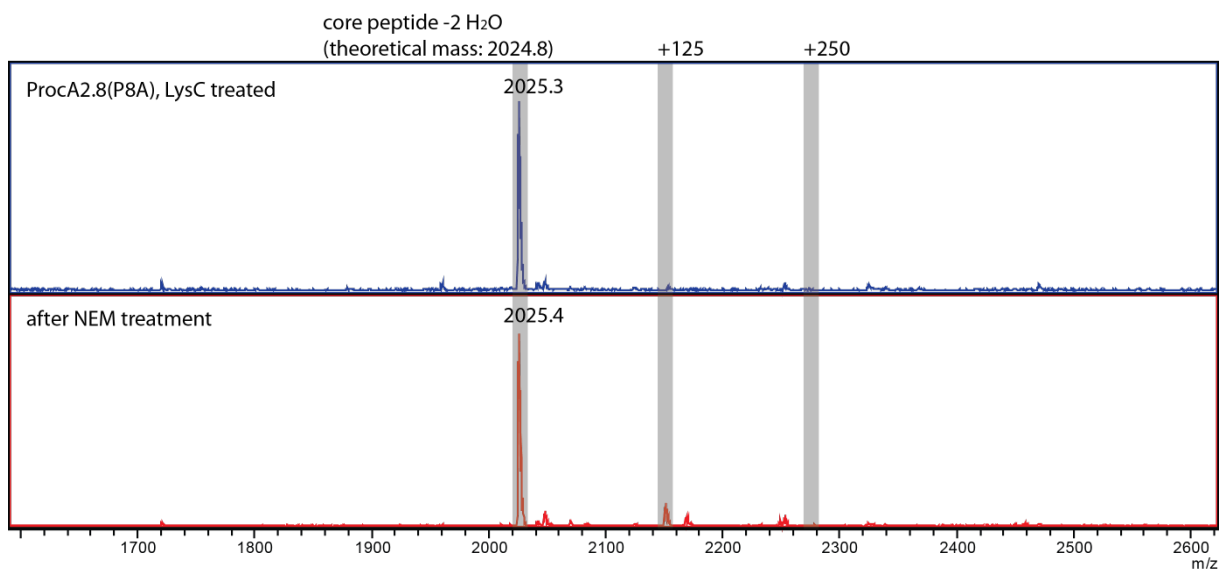 core peptide -2 H₂O
(theoretical mass: 2024.8) +125 +250
ProcA2.8(P8A), LysC treated 2025.3
after NEM treatment 2025.4
1700 1800 1900 2000 2100 2200 2300 2400 2500 2600
m/z